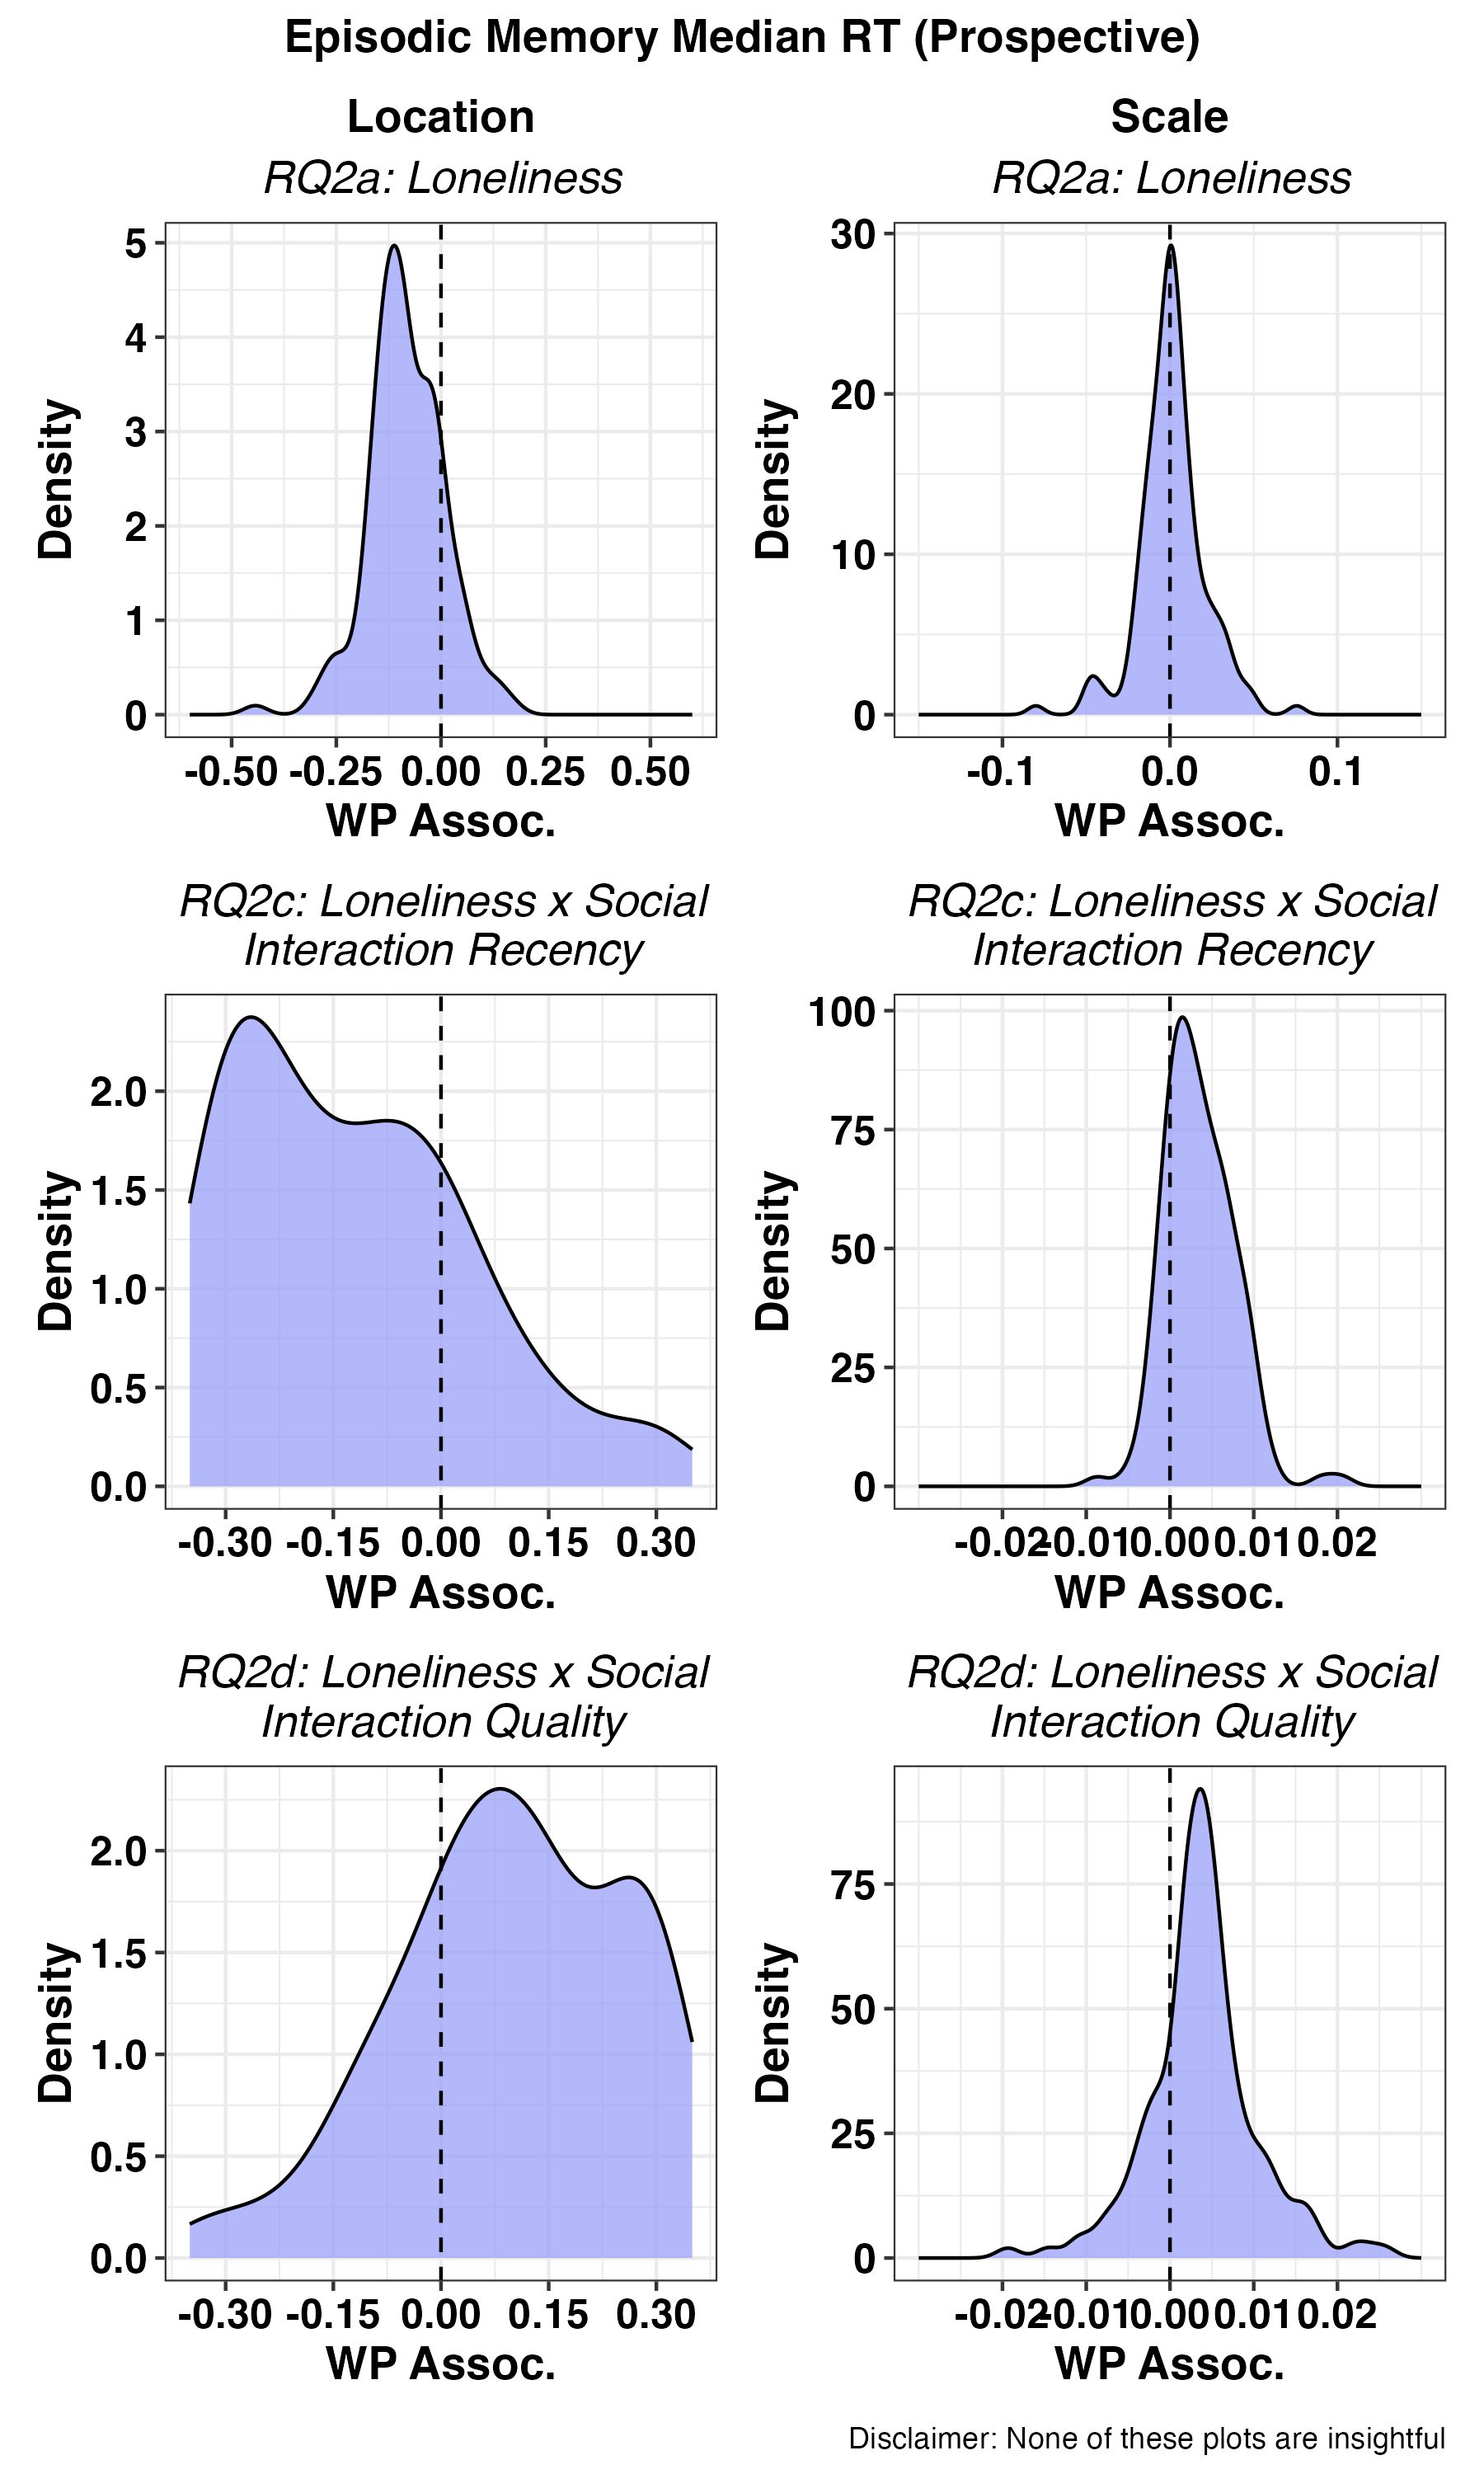 Episodic Memory Median RT (Prospective)
Location
Scale
RQ2a: Loneliness
RQ2a: Loneliness
5
4
3
2
1
0
Density
-0.50 -0.25 0.00 0.25 0.50
WP Assoc.
30
20
10
0
Density
-0.1 0.0 0.1
WP Assoc.
RQ2c: Loneliness x Social
Interaction Recency
RQ2c: Loneliness x Social
Interaction Recency
2.0
1.5
1.0
0.5
0.0
Density
-0.30 -0.15 0.00 0.15 0.30
WP Assoc.
100
75
50
25
0
Density
-0.02 -0.01 0.00 0.01 0.02
WP Assoc.
RQ2d: Loneliness x Social
Interaction Quality
RQ2d: Loneliness x Social
Interaction Quality
2.0
1.5
1.0
0.5
0.0
Density
-0.30 -0.15 0.00 0.15 0.30
WP Assoc.
75
50
25
0
Density
-0.02 -0.01 0.00 0.01 0.02
WP Assoc.
Disclaimer: None of these plots are insightful